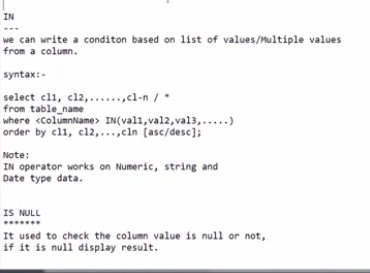 IN
---
we can write a conditon based on list of values/Multiple values
from a column.
syntax:-
select cl1, cl2,......,cl-n / *
from table_name
where <ColumnName> IN(val1,val2,val3,.....)
order by cl1, cl2,...,cln [asc/desc];
Note:
IN operator works on Numeric, string and
Date type data.
IS NULL
*******
It used to check the column value is null or not,
if it is null display result.